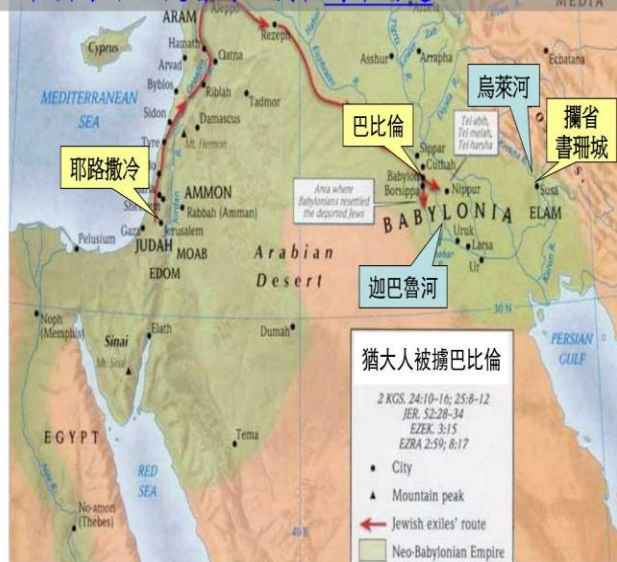 ARAM
Aleppo
Rezeph
MEDIA
Cyprus
Hamath
Arvad
Qatna
Asshur
Arrapha
Ecbatana
Byblos
Riblah
Tadmor
MEDITERRANEAN
SEA
Sidon
Damascus
Mt. Hermon
Tyre
烏萊河
攔省
書珊城
巴比倫
耶路撒冷
Tel-abib,
Tel-melah,
Tel-harsha
Sippar
Cuthah
Babylon
Borsippa
Nippur
Susa
ELAM
Area where
Babylonians resettled
the deported Jews
BABYLONIA
AMMON
Rabbah (Amman)
Jordan R.
Jerusalem
Gaza
JUDAH
MOAB
EDOM
Pelusium
Arabian
Desert
Uruk
Larsa
Ur
迦巴魯河
30 N
Noph
(Memphis)
Sinai
Mt. Sinai
Elath
Dumah
PERSIAN
GULF
猶大人被擄巴比倫
2 KGS. 24:10–16; 25:8–12
JER. 52:28–34
EZEK. 3:15
EZRA 2:59; 8:17
EGYPT
Tema
RED
SEA
No-amon
(Thebes)
40 E
City
Mountain peak
Jewish exiles' route
Neo-Babylonian Empire